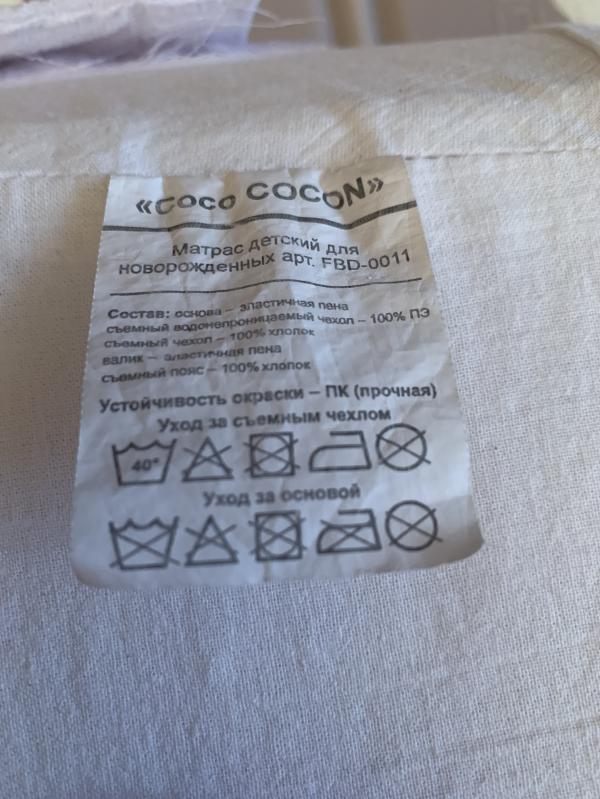 «COCO COCON»
Матрас детский для
новорожденных арт. FBD-0011
Состав: основа – эластичная пена
съемный водонепроницаемый чехол – 100% ПЭ
съемный чехол – 100% хлопок
валик – эластичная пена
съемный пояс – 100% хлопок
Устойчивость окраски – ПК (прочная)
Уход за съемным чехлом
40°
Уход за основой